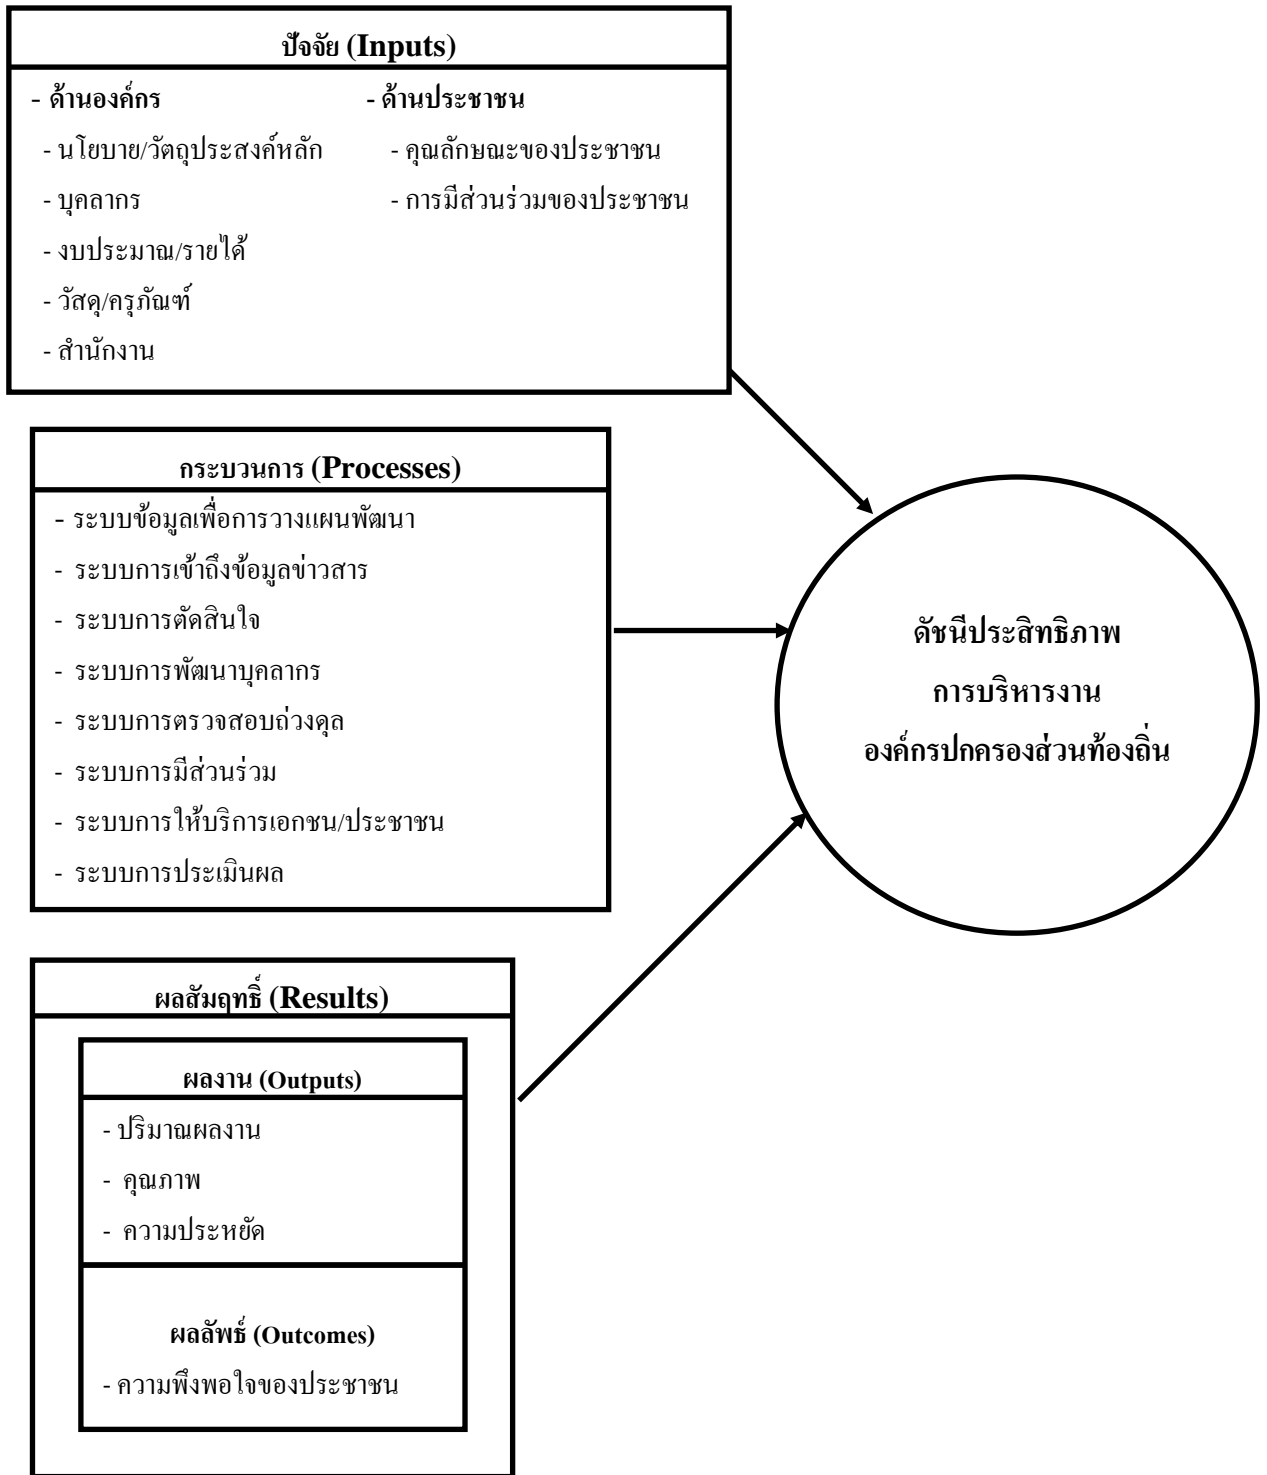 ปัจจัย (Inputs)
- ด้านองค์กร
- นโยบาย/วัตถุประสงค์หลัก
- บุคลากร
- งบประมาณ/รายได้
- วัสดุ/ครุภัณฑ์
- สำนักงาน
- ด้านประชาชน
- คุณลักษณะของประชาชน
- การมีส่วนร่วมของประชาชน
กระบวนการ (Processes)
- ระบบข้อมูลเพื่อการวางแผนพัฒนา
- ระบบการเข้าถึงข้อมูลข่าวสาร
- ระบบการตัดสินใจ
- ระบบการพัฒนาบุคลากร
- ระบบการตรวจสอบถ่วงดุล
- ระบบการมีส่วนร่วม
- ระบบการให้บริการเอกชน/ประชาชน
- ระบบการประเมินผล
ผลสัมฤทธิ์ (Results)
ผลงาน (Outputs)
- ปริมาณผลงาน
- คุณภาพ
- ความประหยัด
ผลลัพธ์ (Outcomes)
- ความพึงพอใจของประชาชน
ดัชนีประสิทธิภาพ
การบริหารงาน
องค์กรปกครองส่วนท้องถิ่น